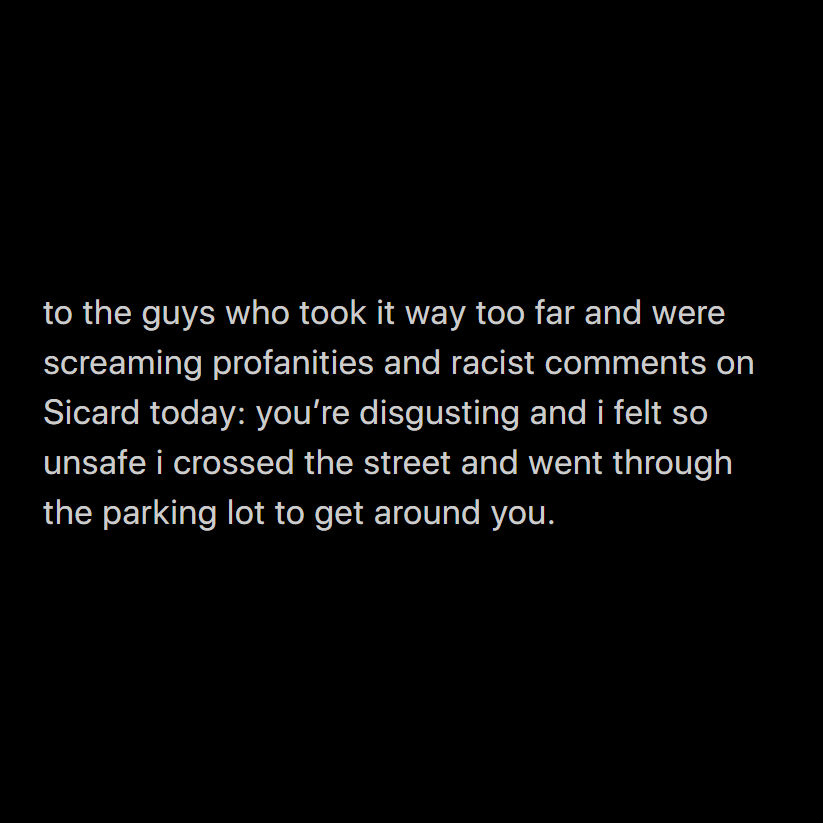 to the guys who took it way too far and were
screaming profanities and racist comments on
Sicard today: you’re disgusting and i felt so
unsafe i crossed the street and went through
the parking lot to get around you.